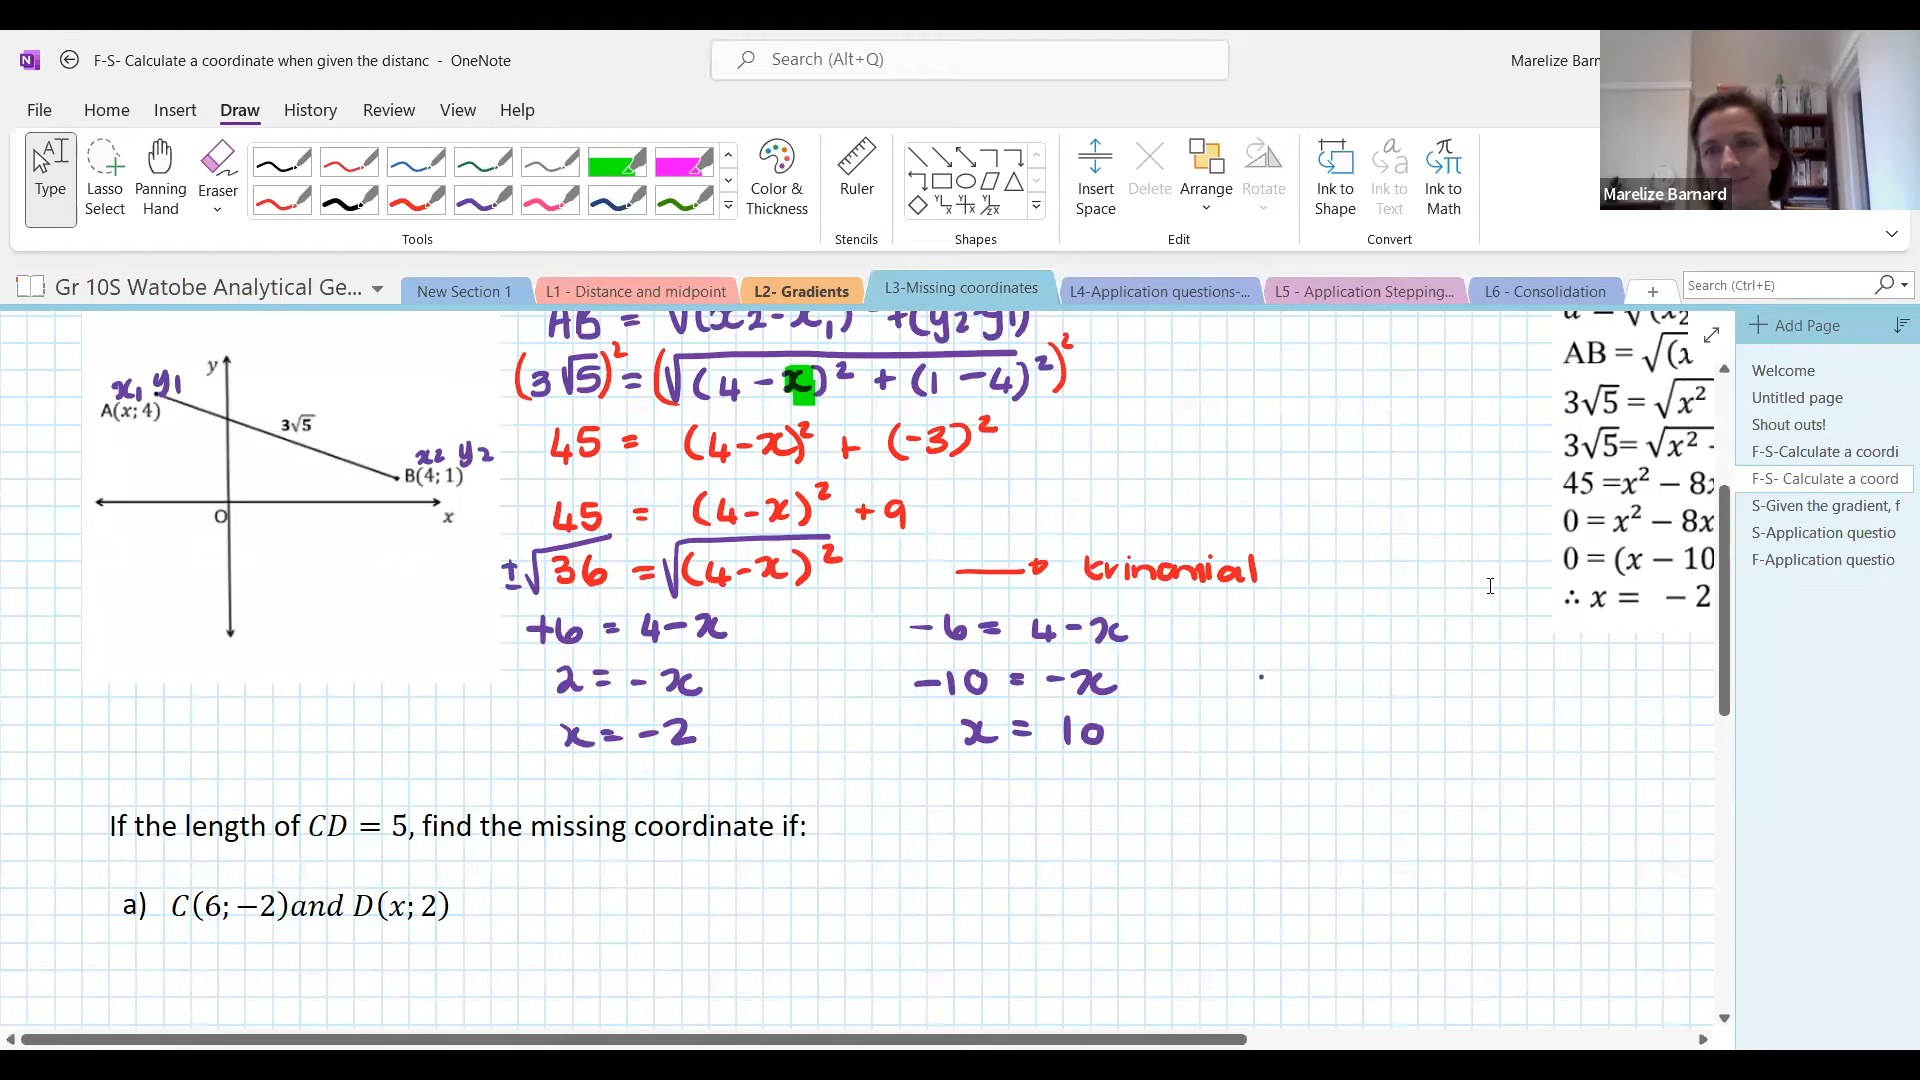 F-S- Calculate a coordinate when given the distanc - OneNote
Search (Alt+Q)
Marelize Barn
Marelize Barnard
File Home Insert Draw History Review View Help
Type
Lasso Select
Panning Hand
Eraser
Color & Thickness
Ruler
Insert Space
Delete
Arrange
Rotate
Ink to Shape
Ink to Text
Ink to Math
Tools
Stencils
Shapes
Edit
Convert
Gr 10S Watobe Analytical Ge...
New Section 1
L1 - Distance and midpoint
L2- Gradients
L3-Missing coordinates
L4-Application questions-...
L5 - Application Stepping...
L6 - Consolidation
Search (Ctrl+E)
Add Page
Welcome
Untitled page
Shout outs!
F-S-Calculate a coordi
F-S- Calculate a coord
S-Given the gradient, f
S-Application questio
F-Application questio
y
x₁ y₁
A(x; 4)
3√5
x₂ y₂
B(4; 1)
O
x
AB = √(x2-x1)² +(y2-y1)
(3√5)² = (√(4-x)² + (1-4)²)²
45 = (4-x)² + (-3)²
45 = (4-x)² + 9
±√36 = √(4-x)² → trinomial
+6 = 4-x
-6 = 4-x
2 = -x
-10 = -x
x = -2
x = 10
AB = √(x
3√5 = √x²
3√5= √x² -
45 =x² − 8x
0 = x² − 8x
0 = (x − 10
∴ x = − 2
If the length of CD = 5, find the missing coordinate if:
a) C(6; −2)and D(x; 2)